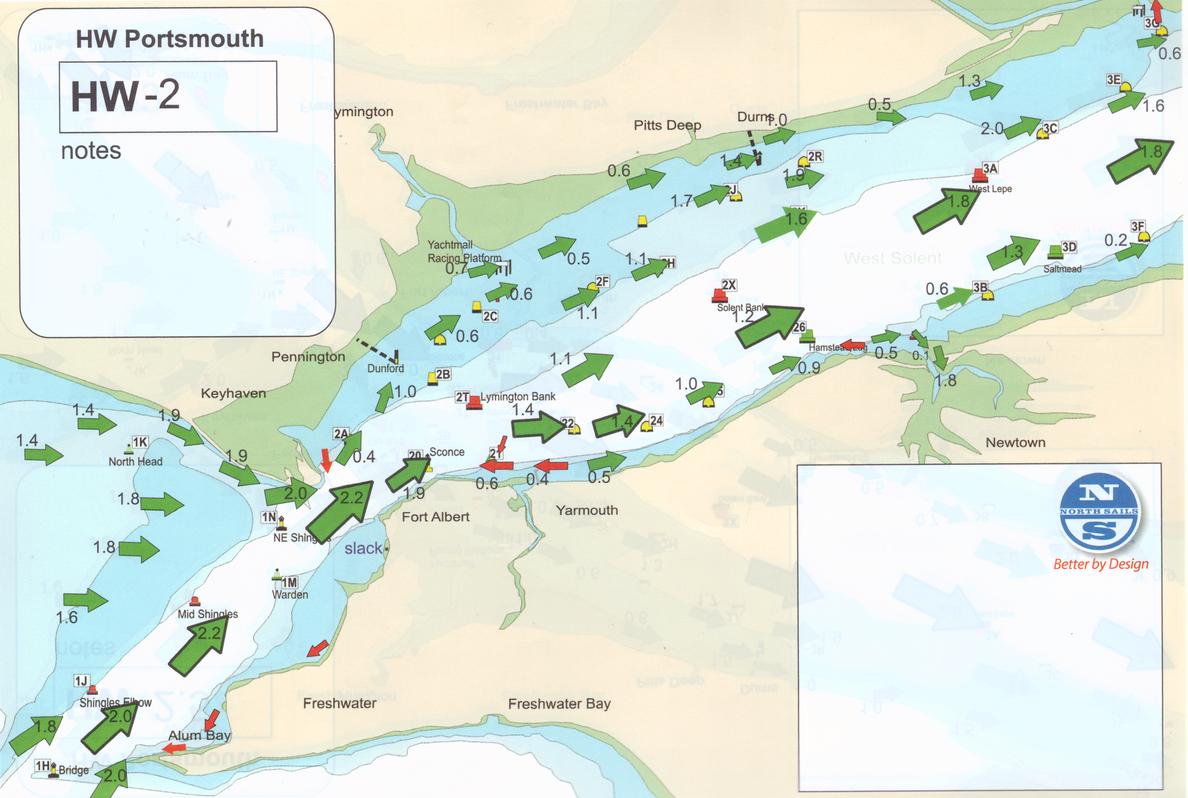 HW Portsmouth
HW-2
notes
ymington
Pitts Deep
Durns
1.0
0.5
1.3
3G
0.6
3E
1.6
2.0
3C
1.8
1.4
2R
1.9
0.6
1.7
3A
West Lepe
1.8
1.6
Yachtmail
Racing Platform
0.7
0.5
0.6
1.1
2F
1.1
West Solent
1.3
3D
Saltmead
3F
0.2
2X
Solent Bank
1.2
0.6
3B
2C
0.6
26
0.5
0.1
1.8
Pennington
Dunford
2B
1.0
1.1
1.0
0.9
Keyhaven
2T
Lymington Bank
1.4
22
1.4
24
Newtown
1.4
1.9
1.4
1K
North Head
1.9
2A
0.4
20
Sconce
21
0.6
0.4
0.5
1.9
Yarmouth
Fort Albert
1.8
2.0
2.2
1N
slack
1.8
1M
Warden
1.6
Mid Shingles
2.2
1J
Shingles Elbow
2.0
1.8
Freshwater
Freshwater Bay
Alum Bay
1H
Bridge
2.0
N
NORTH SAILS
S
Better by Design